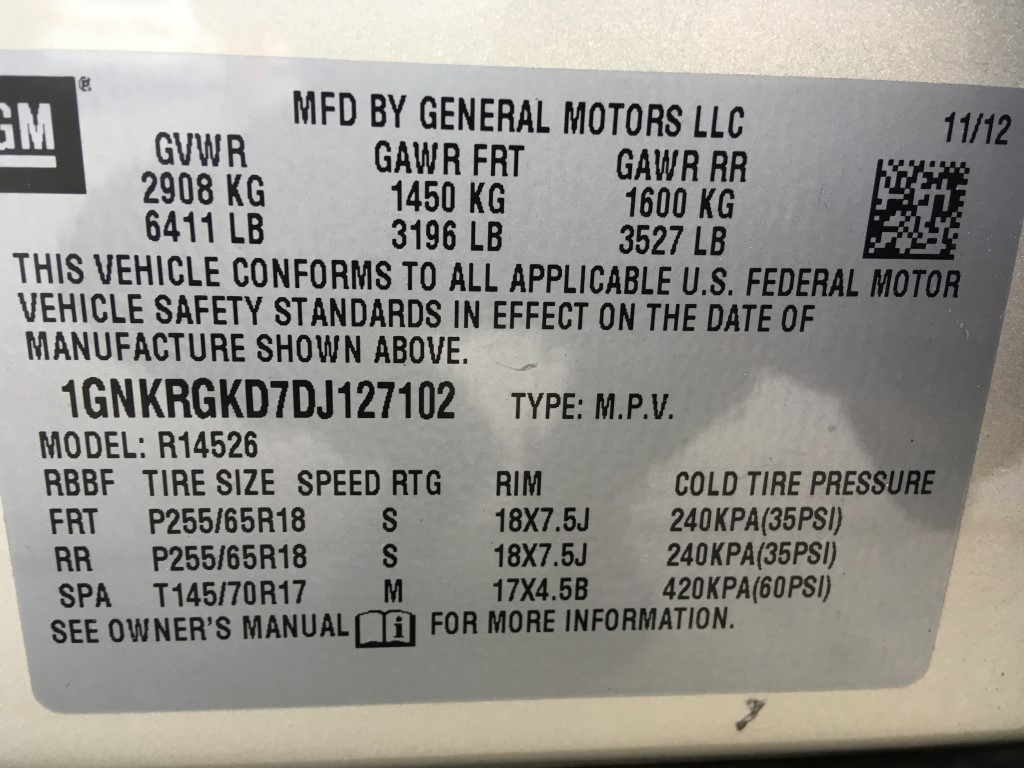 GM®
MFD BY GENERAL MOTORS LLC 11/12
GVWR GAWR FRT GAWR RR
2908 KG 1450 KG 1600 KG
6411 LB 3196 LB 3527 LB
THIS VEHICLE CONFORMS TO ALL APPLICABLE U.S. FEDERAL MOTOR
VEHICLE SAFETY STANDARDS IN EFFECT ON THE DATE OF
MANUFACTURE SHOWN ABOVE.
1GNKRGKD7DJ127102 TYPE: M.P.V.
MODEL: R14526
RBBF TIRE SIZE SPEED RTG RIM COLD TIRE PRESSURE
FRT P255/65R18 S 18X7.5J 240KPA(35PSI)
RR P255/65R18 S 18X7.5J 240KPA(35PSI)
SPA T145/70R17 M 17X4.5B 420KPA(60PSI)
SEE OWNER'S MANUAL i FOR MORE INFORMATION.